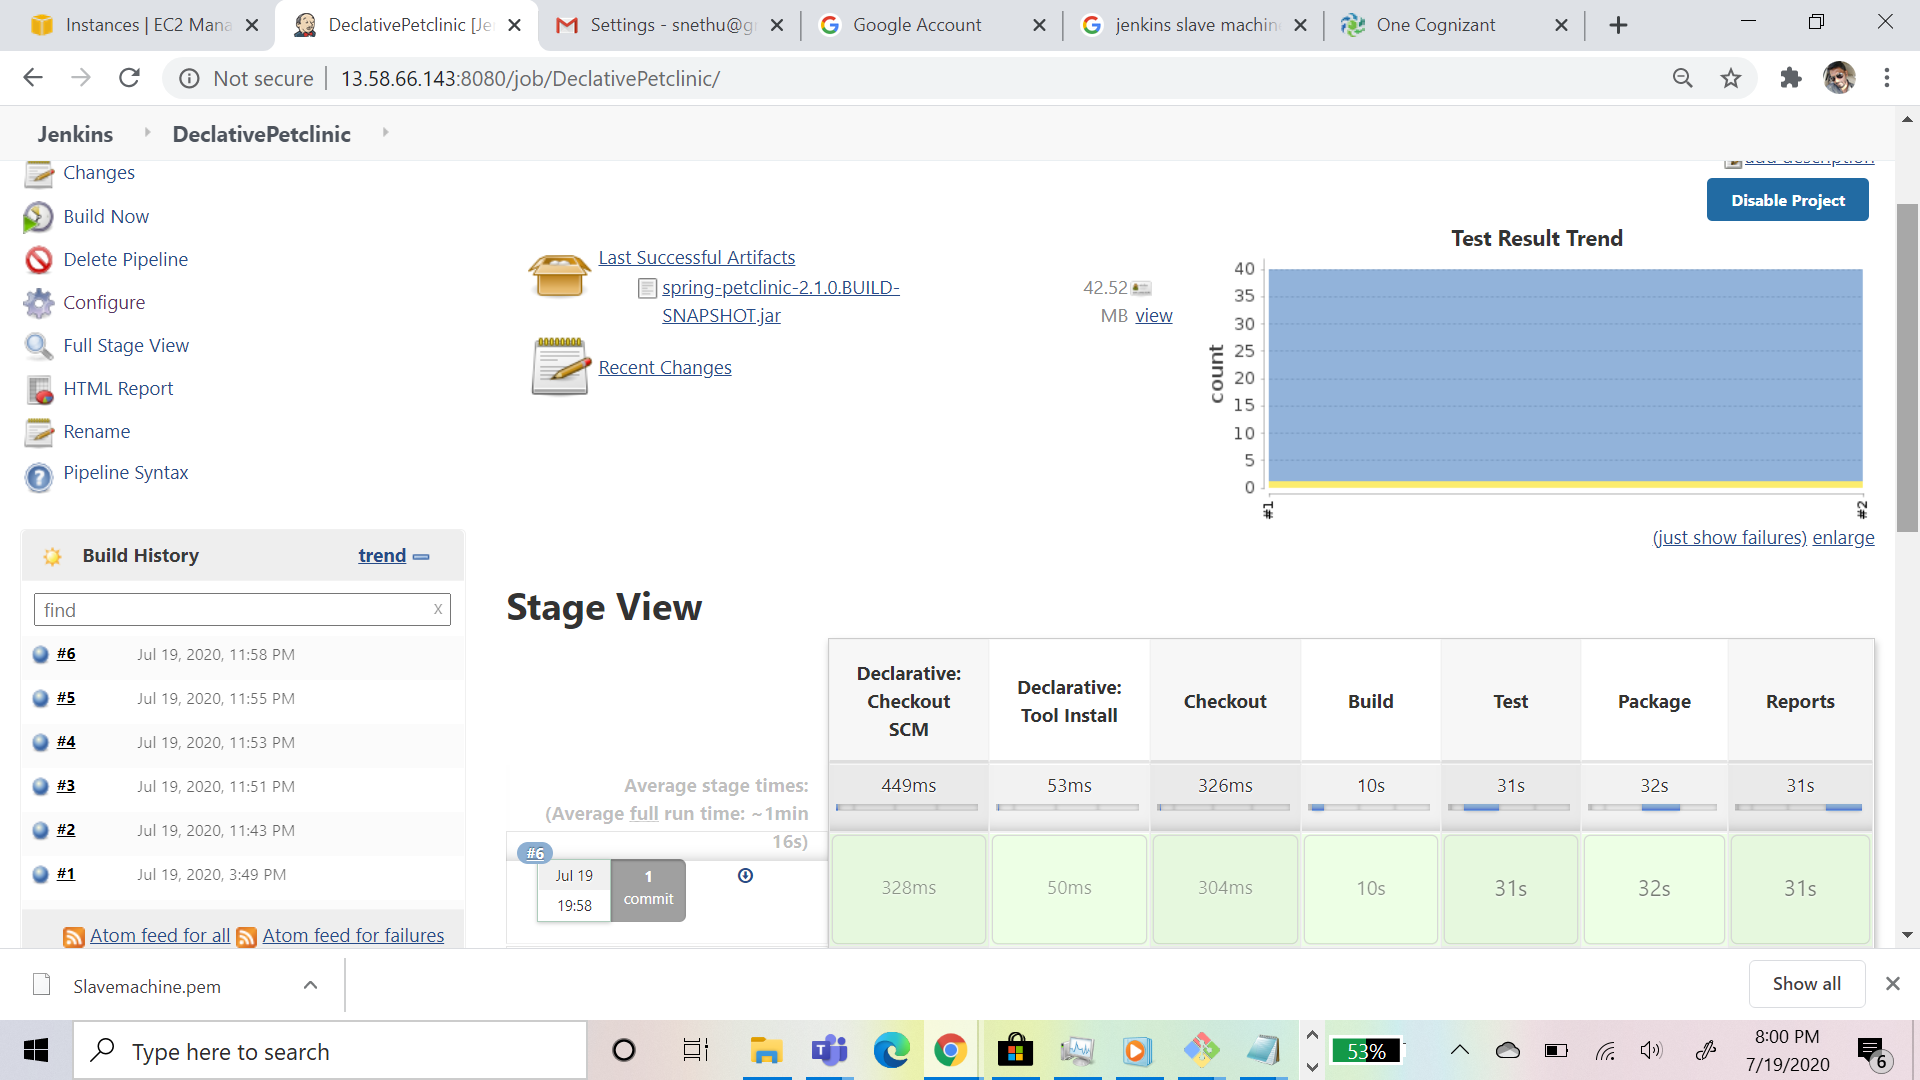 Instances | EC2 Mana
DeclativePetclinic [Je
Settings - snethu@g
Google Account
jenkins slave machin
One Cognizant
Not secure
13.58.66.143:8080/job/DeclativePetclinic/
Jenkins
DeclativePetclinic
add description
Changes
Build Now
Delete Pipeline
Configure
Full Stage View
HTML Report
Rename
Pipeline Syntax
Disable Project
Last Successful Artifacts
spring-petclinic-2.1.0.BUILD-
SNAPSHOT.jar
42.52
MB view
Recent Changes
Test Result Trend
count
40
35
30
25
20
15
10
5
0
#1
#2
(just show failures) enlarge
Build History
trend
find
x
#6 Jul 19, 2020, 11:58 PM
#5 Jul 19, 2020, 11:55 PM
#4 Jul 19, 2020, 11:53 PM
#3 Jul 19, 2020, 11:51 PM
#2 Jul 19, 2020, 11:43 PM
#1 Jul 19, 2020, 3:49 PM
Atom feed for all
Atom feed for failures
Stage View
Declarative:
Checkout
SCM
Declarative:
Tool Install
Checkout
Build
Test
Package
Reports
Average stage times:
(Average full run time: ~1min
16s)
449ms
53ms
326ms
10s
31s
32s
31s
#6
Jul 19
19:58
1
commit
328ms
50ms
304ms
10s
31s
32s
31s
Slavemachine.pem
Show all
Type here to search
53%
8:00 PM
7/19/2020
6